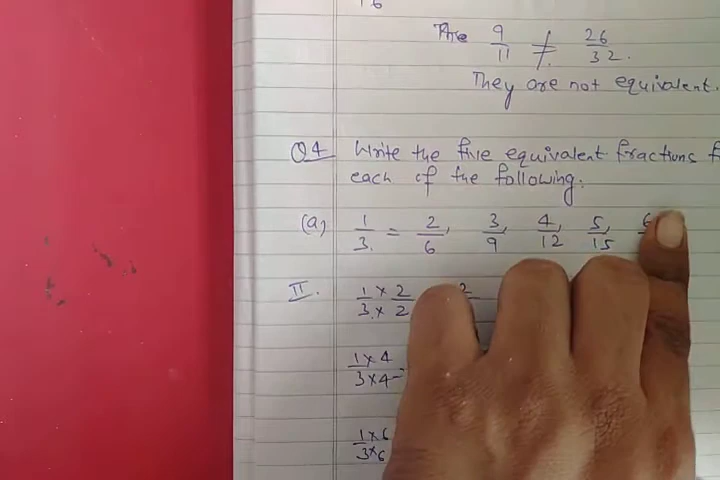 16
The 9/11 ≠ 26/32.
They are not equivalent.
Q4 Write the five equivalent fractions
each of the following:
(a) 1/3 = 2/6, 3/9, 4/12, 5/15, 6
II. 1×2/3×2 2
1×4/3×4 =
1×6/3×6